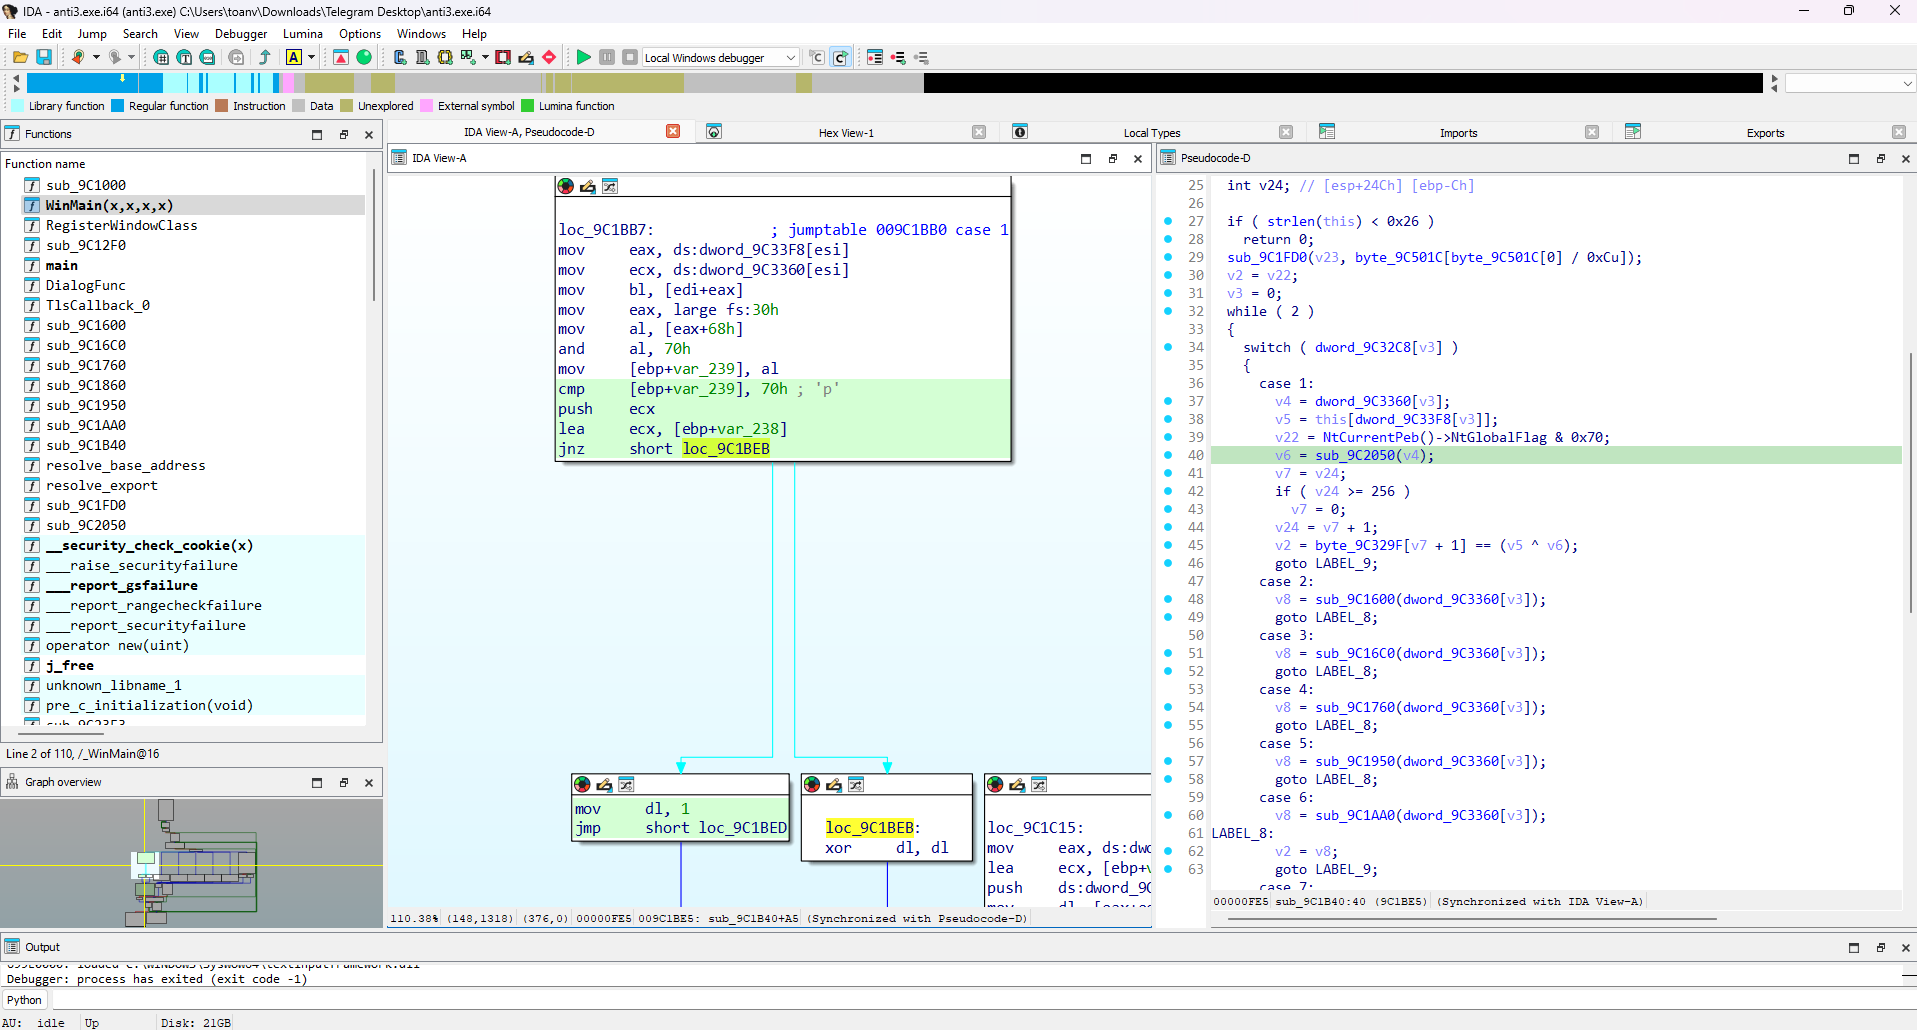 IDA - anti3.exe.i64 (anti3.exe) C:\Users\toanv\Downloads\Telegram Desktop\anti3.exe.i64
File Edit Jump Search View Debugger Lumina Options Windows Help
Local Windows debugger
Library function Regular function Instruction Data Unexplored External symbol Lumina function
Functions
Function name
sub_9C1000
WinMain(x,x,x,x)
RegisterWindowClass
sub_9C12F0
main
DialogFunc
TlsCallback_0
sub_9C1600
sub_9C16C0
sub_9C1760
sub_9C1860
sub_9C1950
sub_9C1AA0
sub_9C1B40
resolve_base_address
resolve_export
sub_9C1FD0
sub_9C2050
__security_check_cookie(x)
___raise_securityfailure
___report_gsfailure
___report_rangecheckfailure
___report_securityfailure
operator new(uint)
j_free
unknown_libname_1
pre_c_initialization(void)
sub_9C23F3
Line 2 of 110, /_WinMain@16
Graph overview
IDA View-A, Pseudocode-D Hex View-1 Local Types Imports Exports
IDA View-A
loc_9C1BB7: ; jumptable 009C1BB0 case 1
mov eax, ds:dword_9C33F8[esi]
mov ecx, ds:dword_9C3360[esi]
mov bl, [edi+eax]
mov eax, large fs:30h
mov al, [eax+68h]
and al, 70h
mov [ebp+var_239], al
cmp [ebp+var_239], 70h ; 'p'
push ecx
lea ecx, [ebp+var_238]
jnz short loc_9C1BEB
mov dl, 1
jmp short loc_9C1BED
loc_9C1BEB:
xor dl, dl
loc_9C1C15:
mov eax, ds:dw
lea ecx, [ebp+
push ds:dword_9C
110.38% (148,1318) (376,0) 00000FE5 009C1BE5: sub_9C1B40+A5 (Synchronized with Pseudocode-D)
Pseudocode-D
25 int v24; // [esp+24Ch] [ebp-Ch]
26
27 if ( strlen(this) < 0x26 )
28 return 0;
29 sub_9C1FD0(v23, byte_9C501C[byte_9C501C[0] / 0xCu]);
30 v2 = v22;
31 v3 = 0;
32 while ( 2 )
33 {
34 switch ( dword_9C32C8[v3] )
35 {
36 case 1:
37 v4 = dword_9C3360[v3];
38 v5 = this[dword_9C33F8[v3]];
39 v22 = NtCurrentPeb()->NtGlobalFlag & 0x70;
40 v6 = sub_9C2050(v4);
41 v7 = v24;
42 if ( v24 >= 256 )
43 v7 = 0;
44 v24 = v7 + 1;
45 v2 = byte_9C329F[v7 + 1] == (v5 ^ v6);
46 goto LABEL_9;
47 case 2:
48 v8 = sub_9C1600(dword_9C3360[v3]);
49 goto LABEL_8;
50 case 3:
51 v8 = sub_9C16C0(dword_9C3360[v3]);
52 goto LABEL_8;
53 case 4:
54 v8 = sub_9C1760(dword_9C3360[v3]);
55 goto LABEL_8;
56 case 5:
57 v8 = sub_9C1950(dword_9C3360[v3]);
58 goto LABEL_8;
59 case 6:
60 v8 = sub_9C1AA0(dword_9C3360[v3]);
61 LABEL_8:
62 v2 = v8;
63 goto LABEL_9;
case 7:
00000FE5 sub_9C1B40:40 (9C1BE5) (Synchronized with IDA View-A)
Output
Debugger: process has exited (exit code -1)
Python
AU: idle Up Disk: 21GB